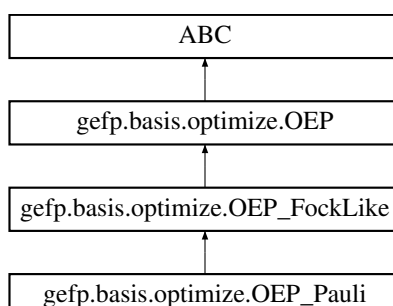 ABC
gefp.basis.optimize.OEP
gefp.basis.optimize.OEP_FockLike
gefp.basis.optimize.OEP_Pauli